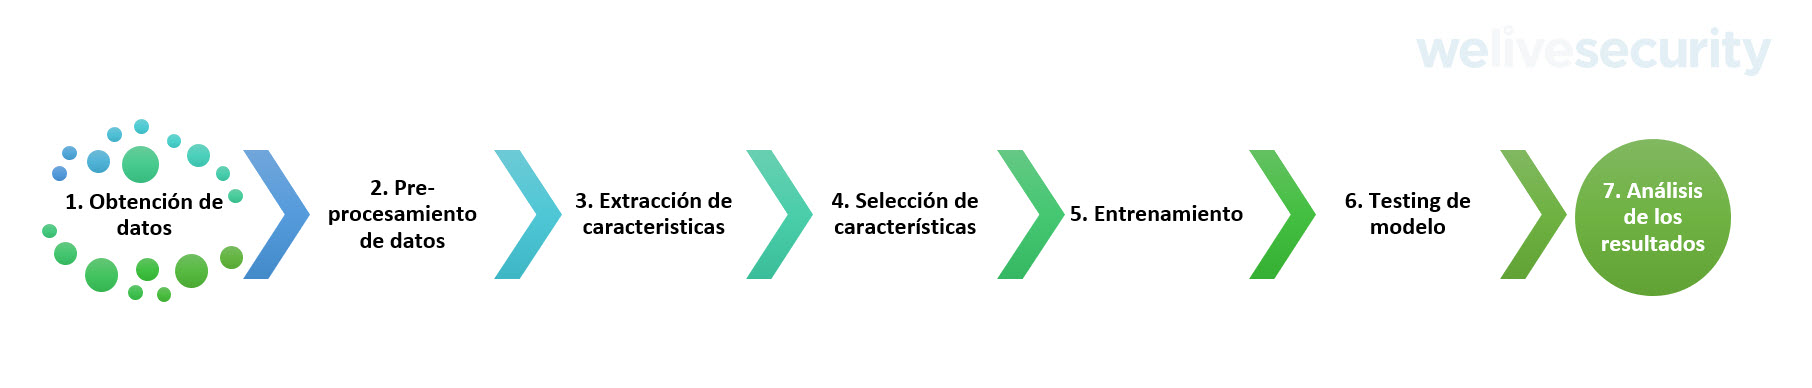 welivesecurity
1. Obtención de
datos
2. Pre-
procesamiento
de datos
3. Extracción de
caracteristicas
4. Selección de
características
5. Entrenamiento
6. Testing de
modelo
7. Análisis
de los
resultados